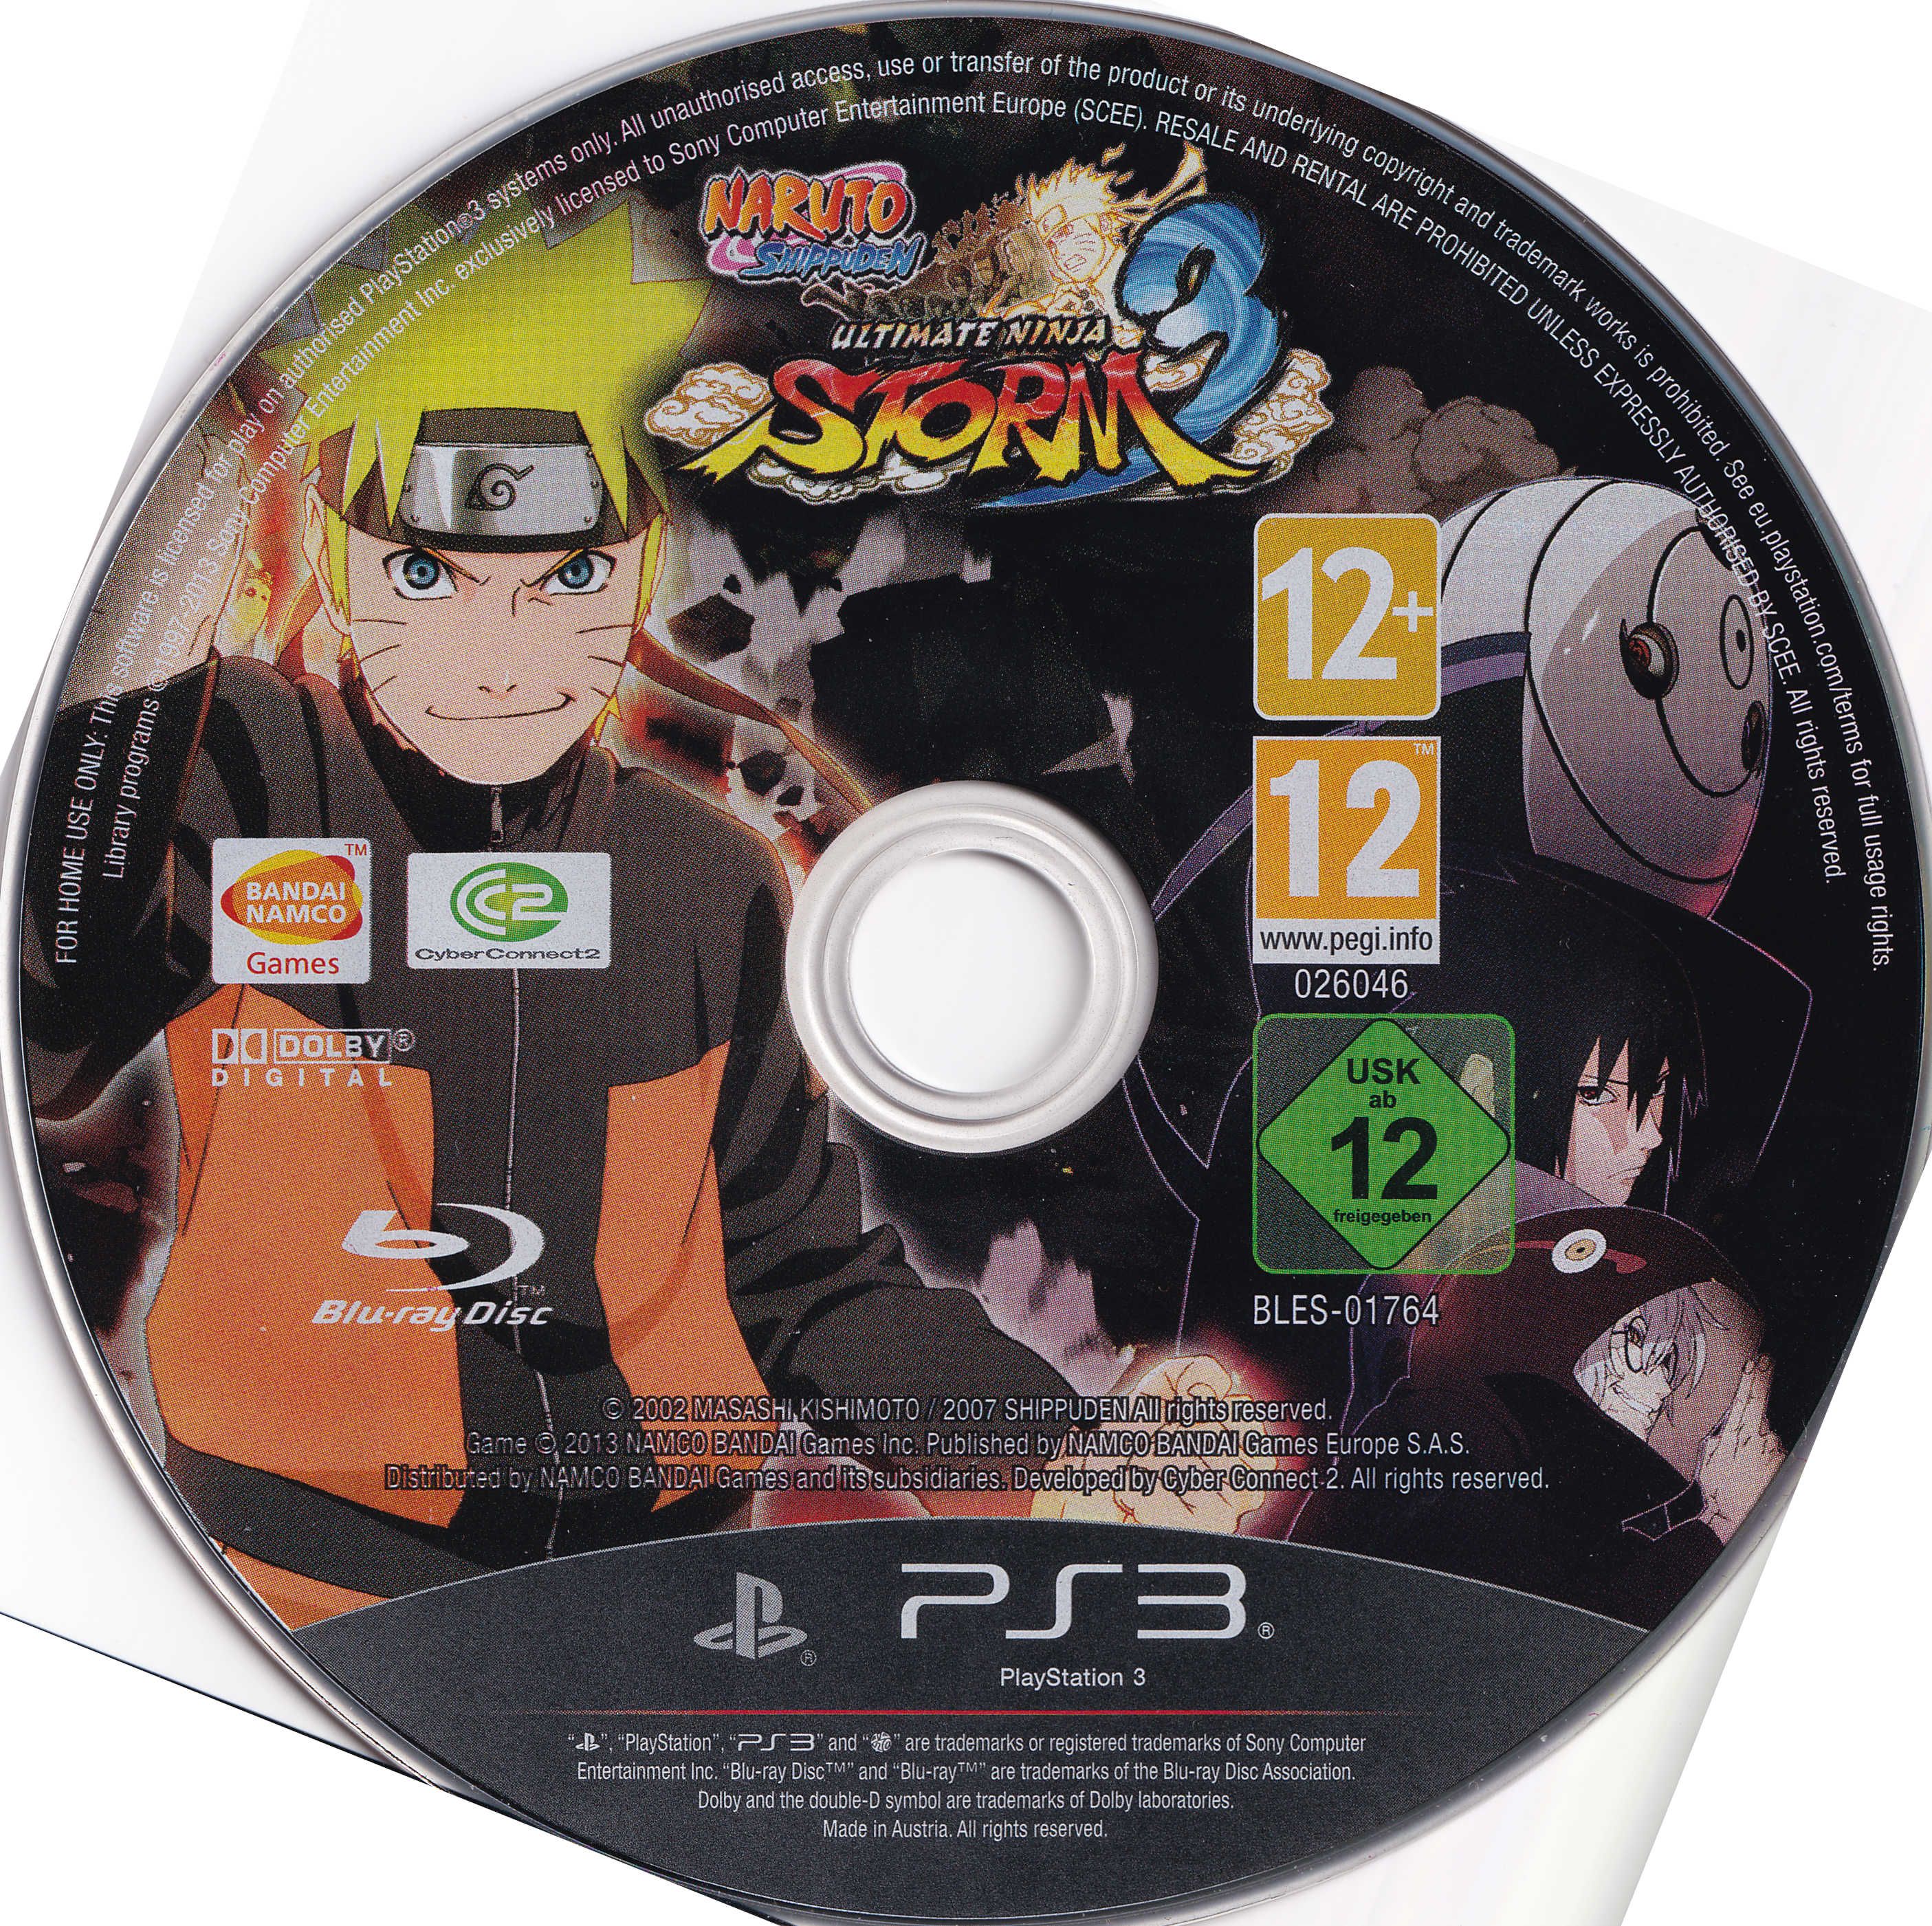 FOR HOME USE ONLY: This software is licensed for play on authorised PlayStation®3 systems only. All unauthorised access, use or transfer of the product or its underlying copyright and trademark works is prohibited. See eu.playstation.com/terms for full usage rights.
Library programs ©1997-2013 Sony Computer Entertainment Inc. exclusively licensed to Sony Computer Entertainment Europe (SCEE). RESALE AND RENTAL ARE PROHIBITED UNLESS EXPRESSLY AUTHORISED BY SCEE. All rights reserved.
NARUTO
SHIPPUDEN
ULTIMATE NINJA
STORM 3
12+
12™
www.pegi.info
026046
BANDAI
NAMCO
Games
™
CC2
CyberConnect2
DOLBY®
DIGITAL
USK
ab
12
freigegeben
™
Blu-ray Disc
BLES-01764
© 2002 MASASHI KISHIMOTO / 2007 SHIPPUDEN All rights reserved.
Game © 2013 NAMCO BANDAI Games Inc. Published by NAMCO BANDAI Games Europe S.A.S.
Distributed by NAMCO BANDAI Games and its subsidiaries. Developed by Cyber Connect 2. All rights reserved.
® PS3®
PlayStation 3
“ ”, “PlayStation”, “PS3” and “ ” are trademarks or registered trademarks of Sony Computer
Entertainment Inc. “Blu-ray Disc™” and “Blu-ray™” are trademarks of the Blu-ray Disc Association.
Dolby and the double-D symbol are trademarks of Dolby laboratories.
Made in Austria. All rights reserved.